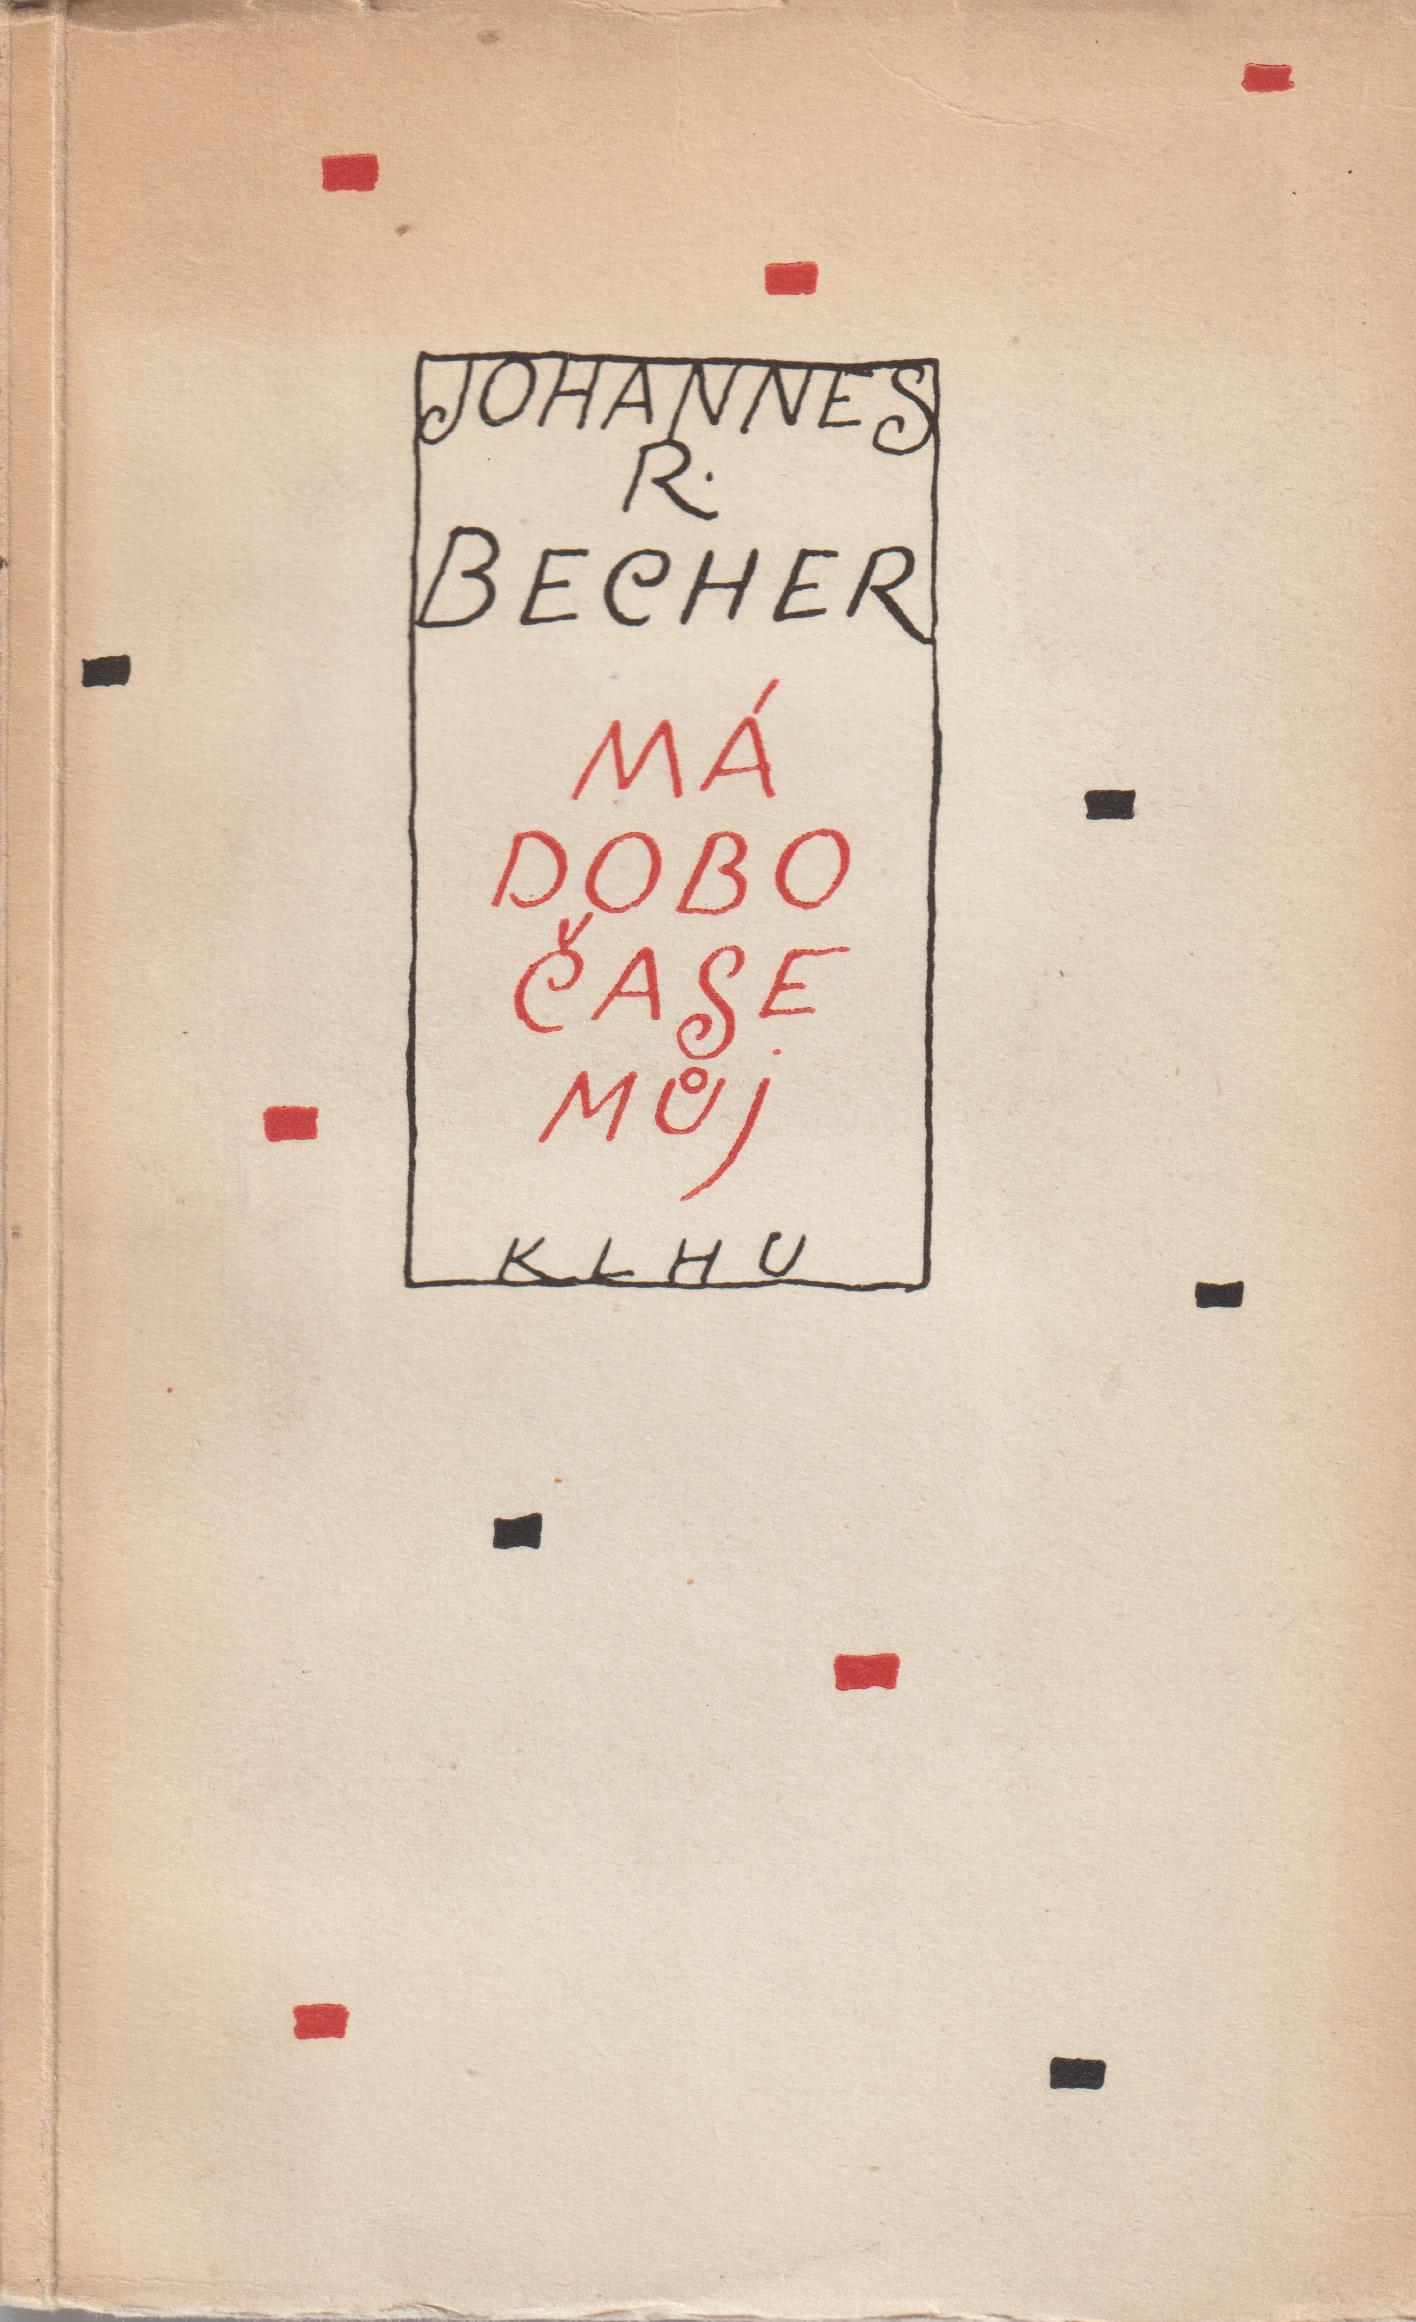 JOHANNES
R.
BECHER
MÁ
DOBO
ČASE
MŮj
KLHU